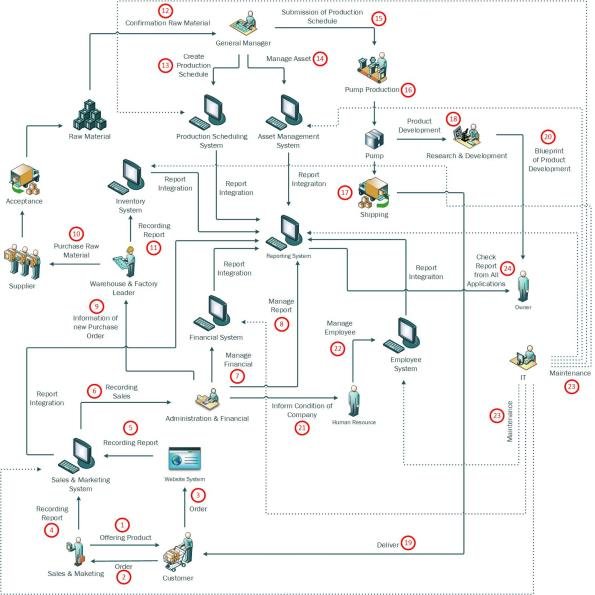 12
Confirmation Raw Material
Submission of Production
Schedule
15
General Manager
13
Create
Production
Schedule
Manage Asset
14
Pump Production
16
Raw Material
Production Scheduling
System
Asset Management
System
Product
Development
18
Research & Development
20
Blueprint
of Product
Development
Pump
Acceptance
Inventory
System
Report
Integration
Report
Integration
Report
Integraiton
17
Shipping
10
Purchase Raw
Material
Recording
Report
11
Reporting System
Supplier
Warehouse & Factory
Leader
Report
Integration
Report
Integraiton
Check
Report
from All
Applications
24
Owner
9
Information of
new Purchase
Order
Manage
Report
8
Financial System
Manage
Employee
22
Employee
System
Manage
Financial
7
IT
Maintenance
23
Report
Integration
6
Recording
Sales
Administration & Financial
Inform Condition of
Company
21
Human Resource
23
Maintenance
5
Recording Report
Sales & Marketing
System
Website System
3
Order
Recording
Report
4
1
Offering Product
Order
2
Sales & Maketing
Customer
Deliver
19